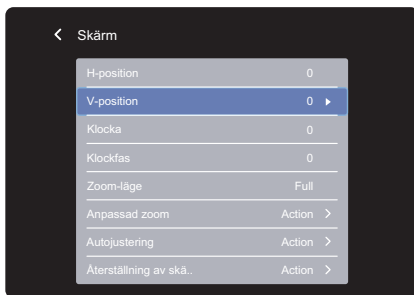 Skärm
H-position 0
V-position 0
Klocka 0
Klockfas 0
Zoom-läge Full
Anpassad zoom Action
Autojustering Action
Återställning av skä.. Action